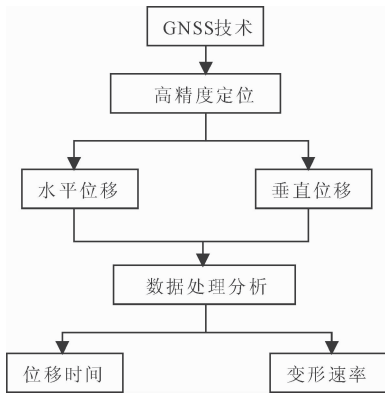 GNSS技术
高精度定位
水平位移
垂直位移
数据处理分析
位移时间
变形速率